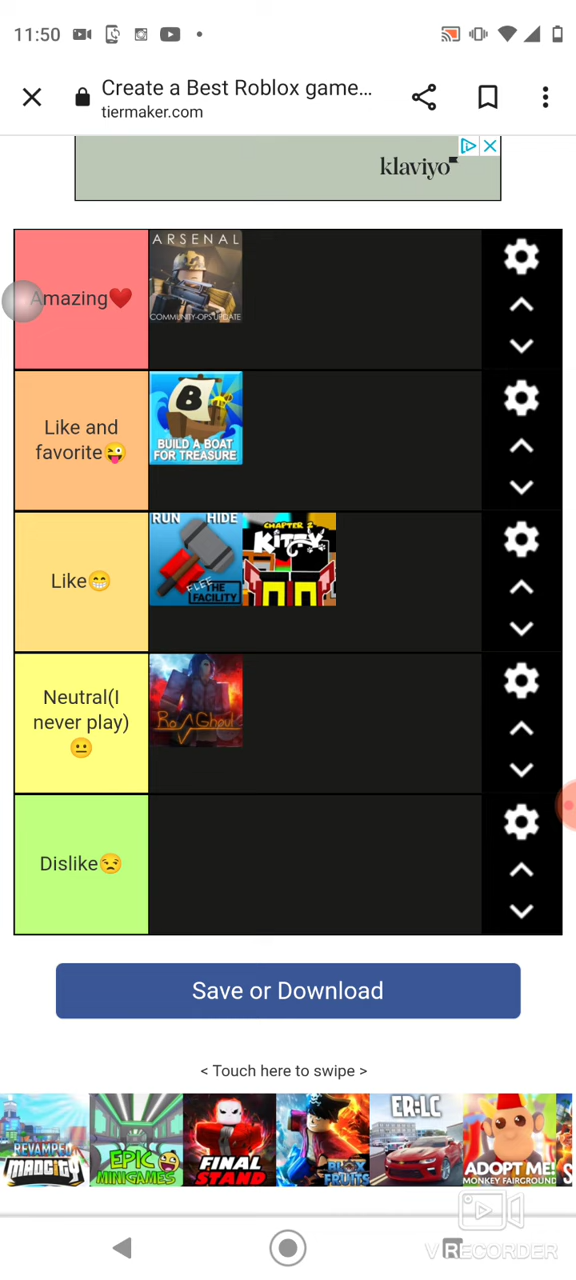 11:50
Create a Best Roblox game...
tiermaker.com
klaviyo
Amazing❤️
ARSENAL
COMMUNITY-OPS UPDATE
Like and
favorite😜
B
BUILD A BOAT
FOR TREASURE
Like😁
RUN HIDE
FLEE THE
FACILITY
CHAPTER
KITTY
Neutral(I
never play)
😐
Ro Ghoul
Dislike😒
Save or Download
< Touch here to swipe >
REVAMPED
MADCITY
EPIC
MINIGAMES
FINAL
STAND
BLOX
FRUITS
ER:LC
ADOPT ME!
MONKEY FAIRGROUND
VRECORDER